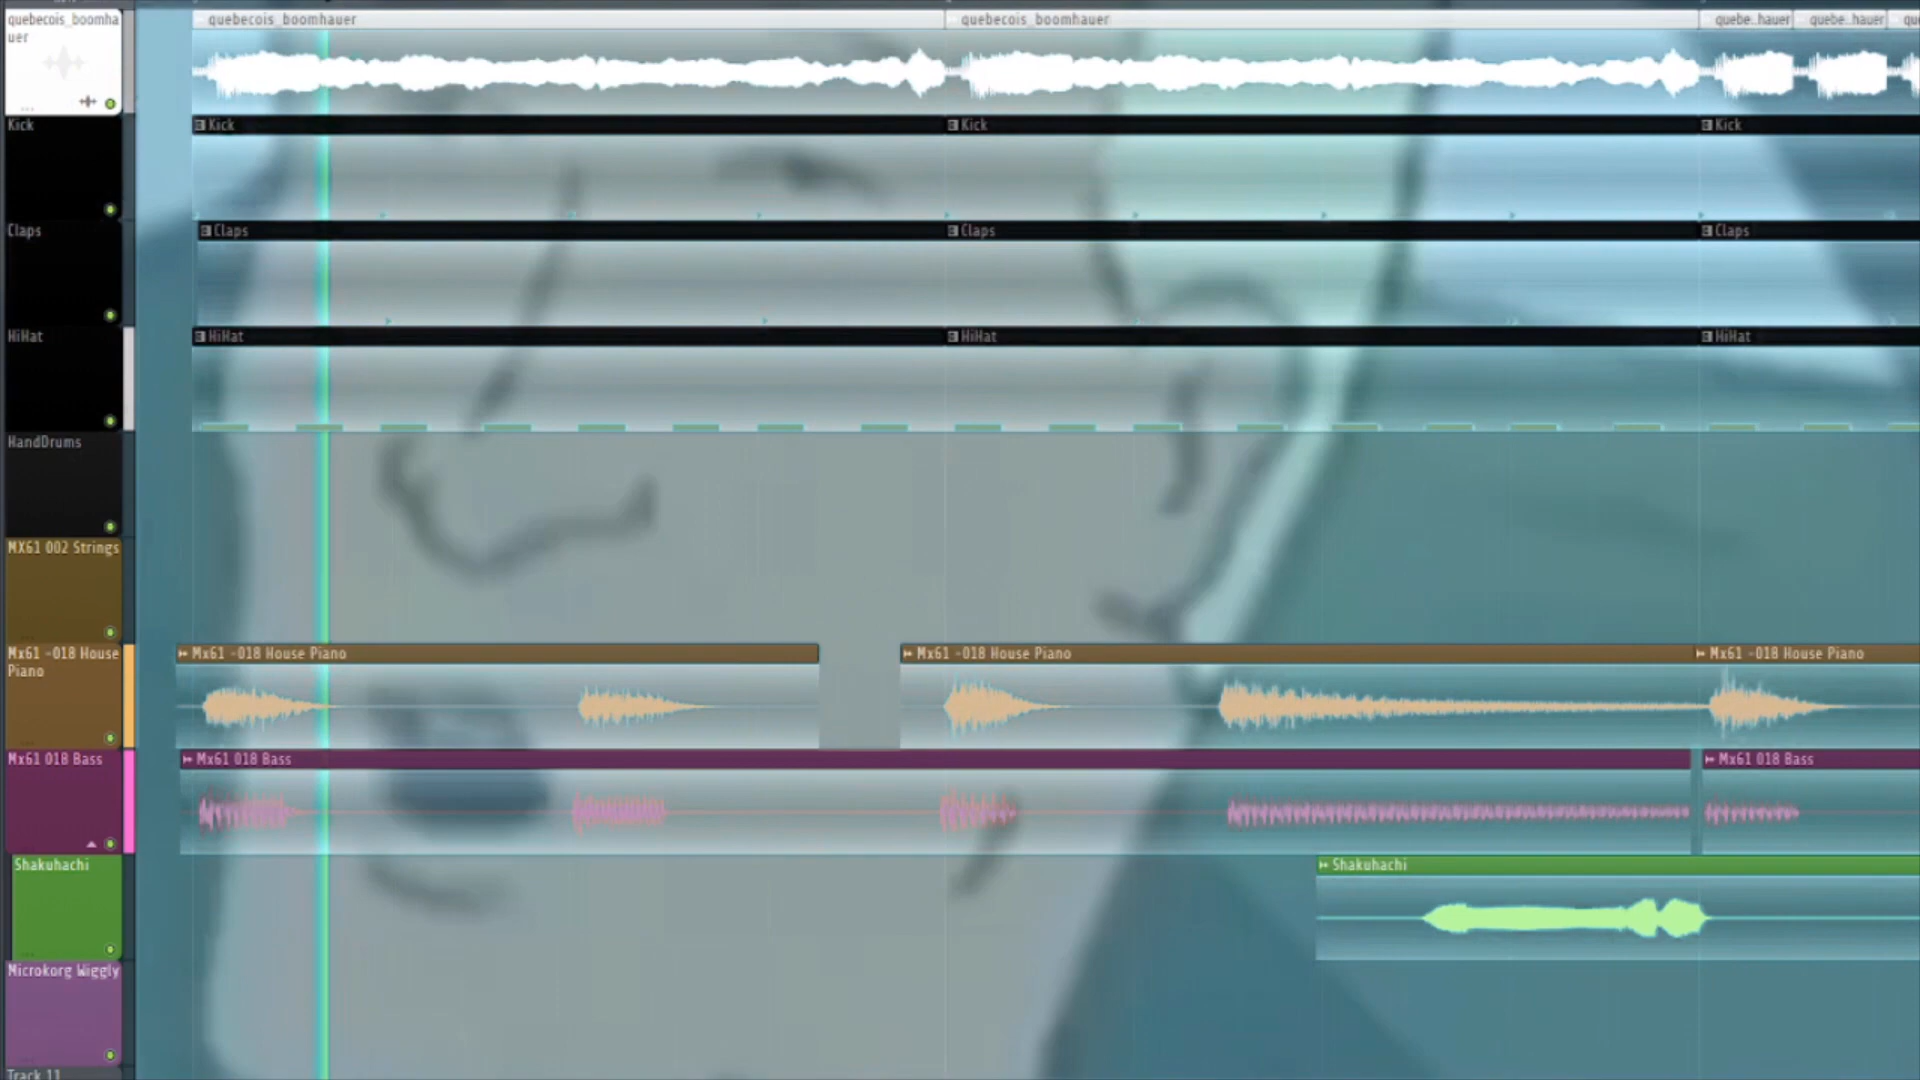 quebecois_boomha
uer
quebecois_boomhauer
quebecois_boomhauer
quebe..hauer
quebe..hauer
Kick
Kick
Kick
Kick
Claps
Claps
Claps
Claps
HiHat
HiHat
HiHat
HiHat
HandDrums
MX61 002 Strings
Mx61 -018 House
Piano
Mx61 -018 House Piano
Mx61 -018 House Piano
Mx61 -018 House Piano
Mx61 018 Bass
Mx61 018 Bass
Mx61 018 Bass
Shakuhachi
Shakuhachi
Microkorg Wiggly
Track 11